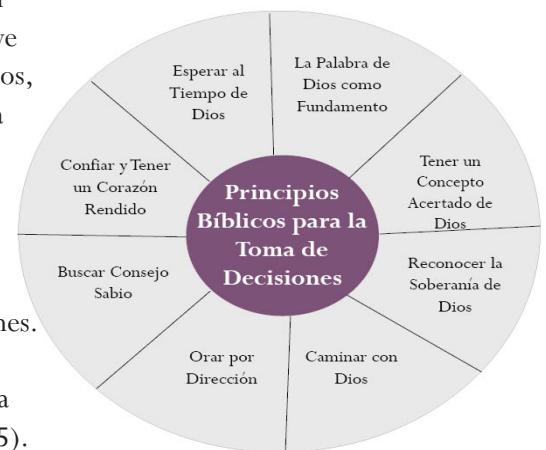 Principios
Bíblicos para la
Toma de
Decisiones
La Palabra de
Dios como
Fundamento
Tener un
Concepto
Acertado de
Dios
Reconocer la
Soberanía de
Dios
Caminar con
Dios
Orar por
Dirección
Buscar Consejo
Sabio
Confiar y Tener
un Corazón
Rendido
Esperar al
Tiempo de
Dios
ve
os,
a
nes.
a
5).